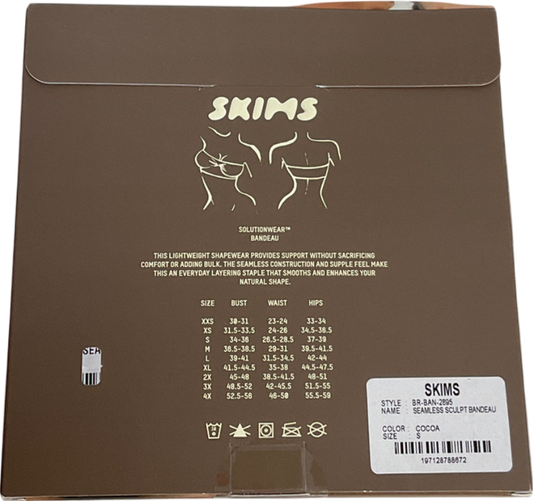 SKIMS
SOLUTIONWEAR™
BANDEAU
THIS LIGHTWEIGHT SHAPEWEAR PROVIDES SUPPORT WITHOUT SACRIFICING
COMFORT OR ADDING BULK. THE SEAMLESS CONSTRUCTION AND SUPPLE FEEL MAKE
THIS AN EVERYDAY LAYERING STAPLE THAT SMOOTHS AND ENHANCES YOUR
NATURAL SHAPE.
SIZE BUST WAIST HIPS
XXS 30-31 23-24 33-34
XS 31.5-33.5 24-26 34.5-36.5
S 34-36 26.5-28.5 37-39
M 36.5-38.5 29-31 39.5-41.5
L 39-41 31.5-34.5 42-44
XL 41.5-44.5 35-38 44.5-47.5
2X 45-48 38.5-41.5 48-51
3X 48.5-52 42-45.5 51.5-55
4X 52.5-56 46-50 55.5-59
SEA
SKIMS
STYLE : BR-BAN-2895
NAME : SEAMLESS SCULPT BANDEAU
COLOR : COCOA
SIZE : S
197128788672